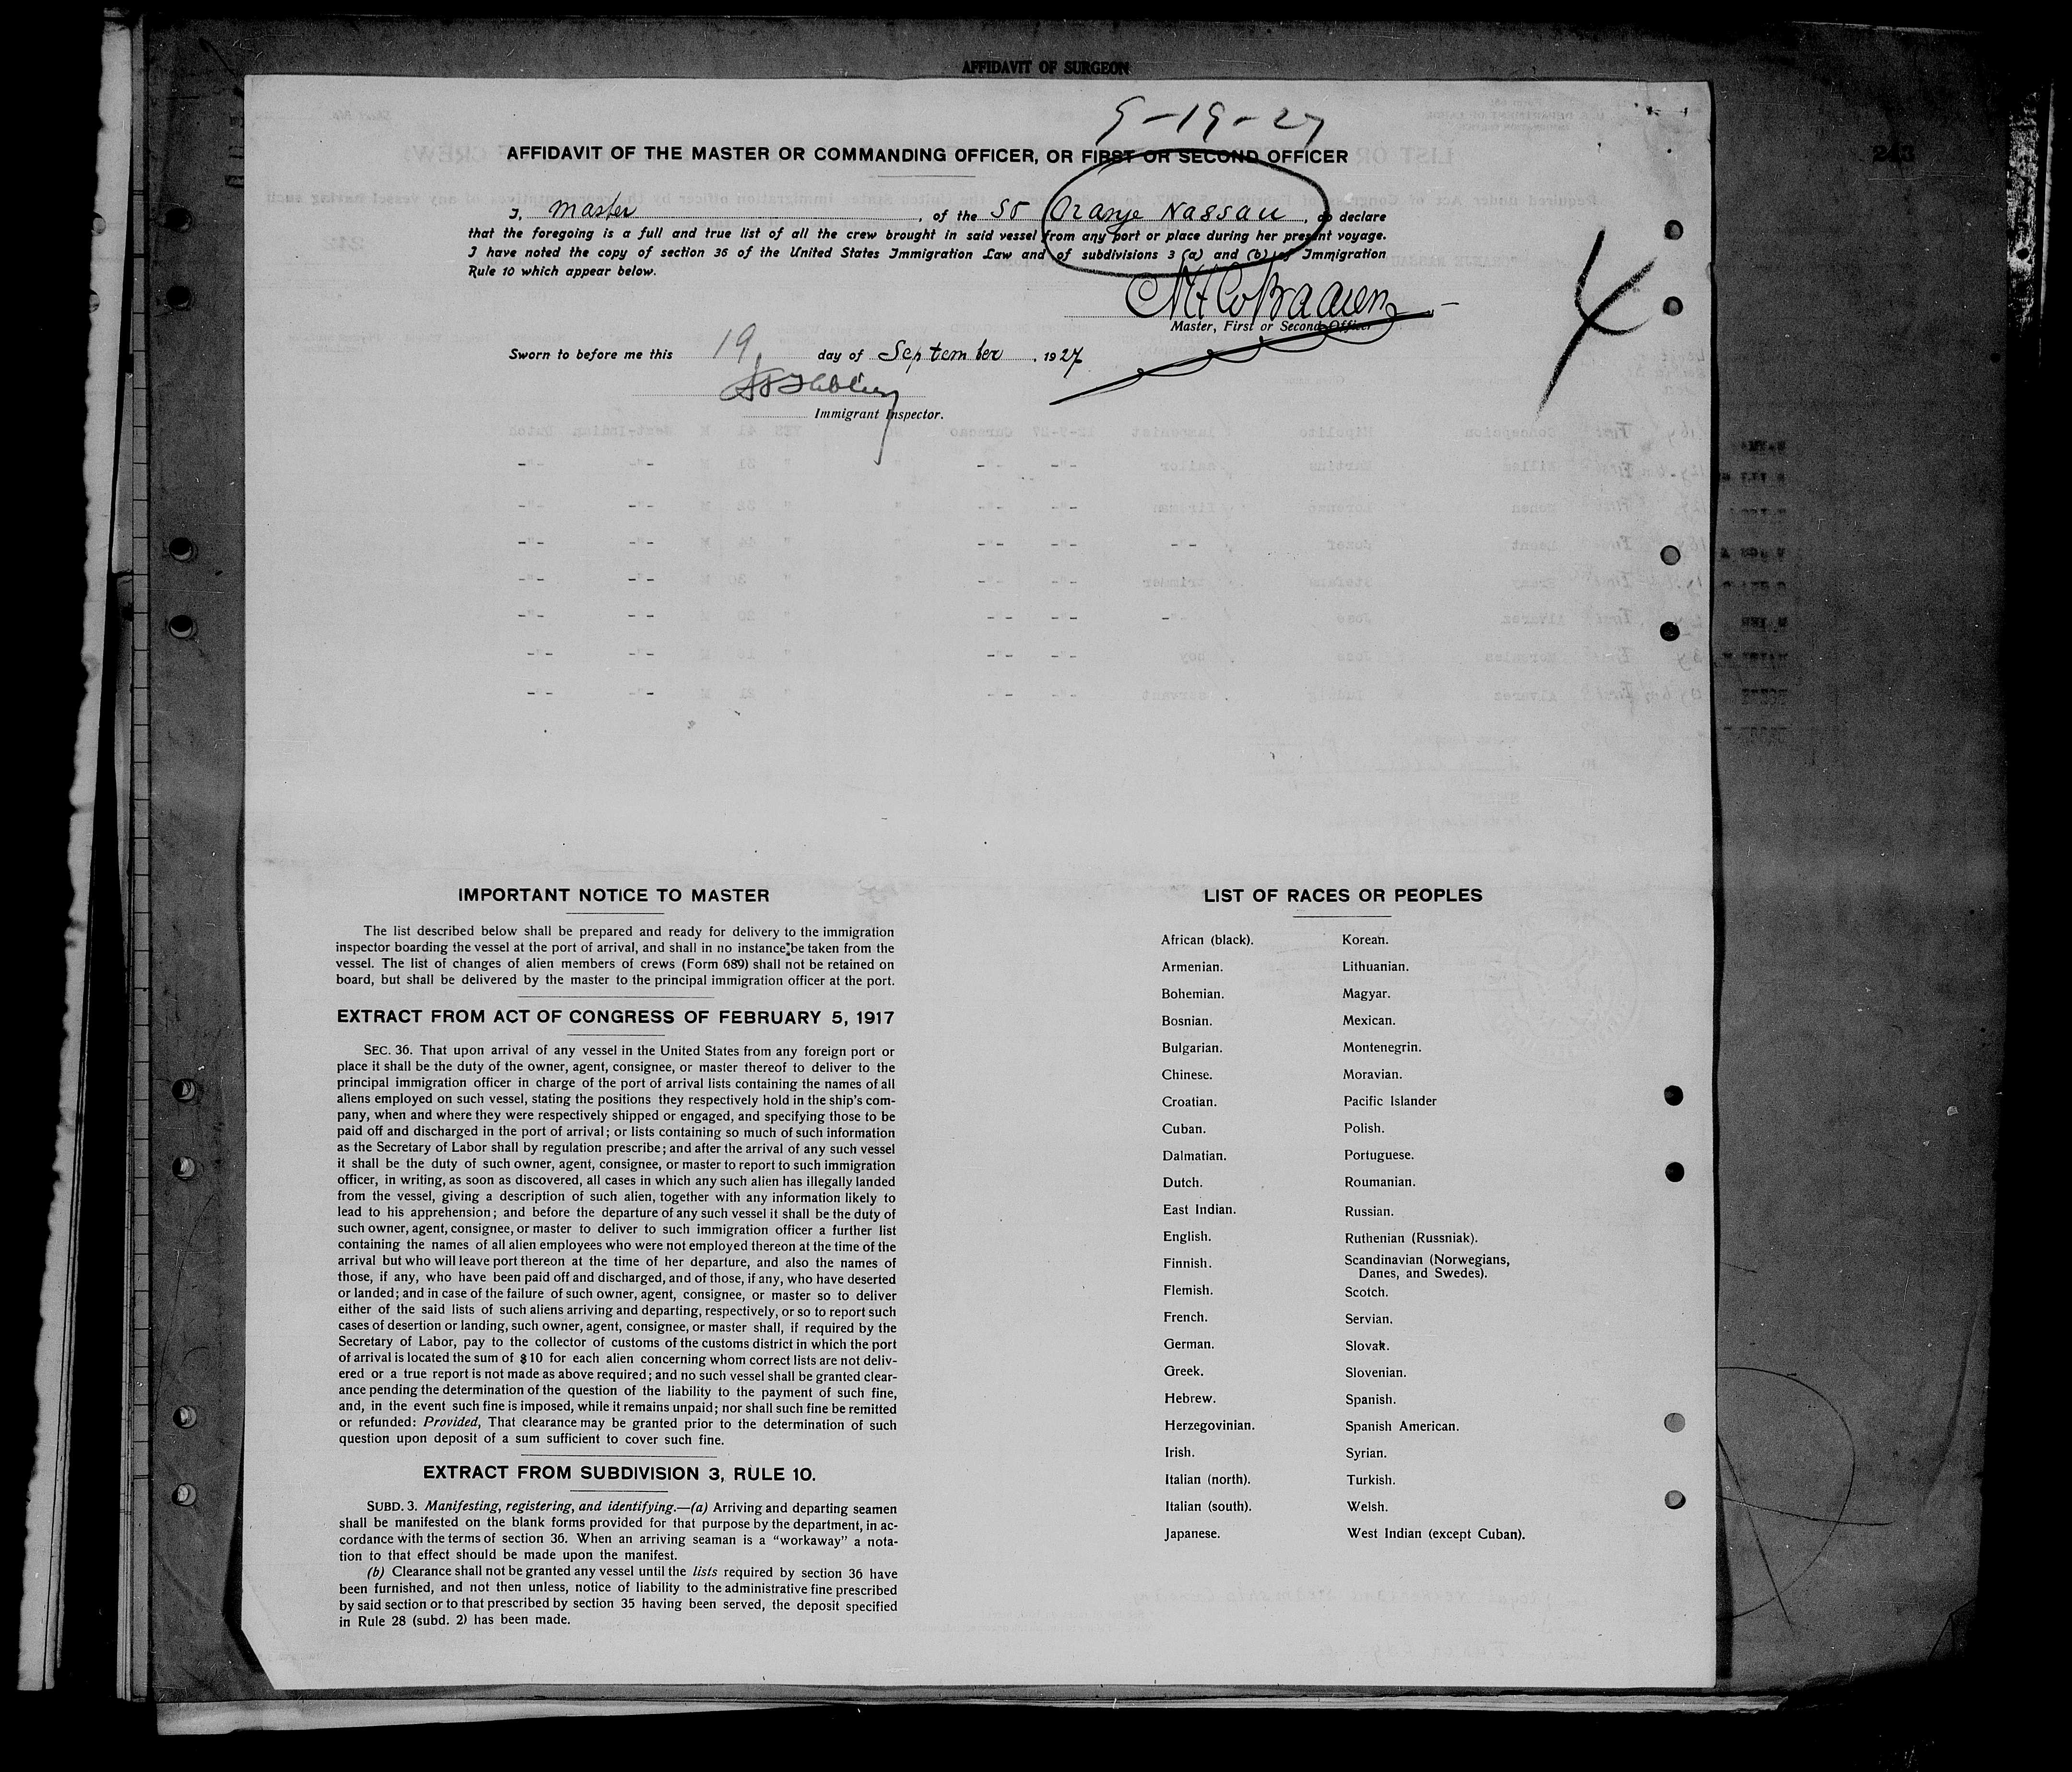 AFFIDAVIT OF SURGEON
9-19-27
243
AFFIDAVIT OF THE MASTER OR COMMANDING OFFICER, OR FIRST OR SECOND OFFICER
I, Master, of the SS Oranje Nassau, do declare
that the foregoing is a full and true list of all the crew brought in said vessel from any port or place during her present voyage.
I have noted the copy of section 36 of the United States Immigration Law and of subdivisions 3 (a) and (b) of Immigration
Rule 10 which appear below.
4
Master, First or Second Officer
Sworn to before me this 19 day of September, 1927
Immigrant Inspector.
IMPORTANT NOTICE TO MASTER
The list described below shall be prepared and ready for delivery to the immigration
inspector boarding the vessel at the port of arrival, and shall in no instance be taken from the
vessel. The list of changes of alien members of crews (Form 689) shall not be retained on
board, but shall be delivered by the master to the principal immigration officer at the port.
EXTRACT FROM ACT OF CONGRESS OF FEBRUARY 5, 1917
SEC. 36. That upon arrival of any vessel in the United States from any foreign port or
place it shall be the duty of the owner, agent, consignee, or master thereof to deliver to the
principal immigration officer in charge of the port of arrival lists containing the names of all
aliens employed on such vessel, stating the positions they respectively hold in the ship's com-
pany, when and where they were respectively shipped or engaged, and specifying those to be
paid off and discharged in the port of arrival; or lists containing so much of such information
as the Secretary of Labor shall by regulation prescribe; and after the arrival of any such vessel
it shall be the duty of such owner, agent, consignee, or master to report to such immigration
officer, in writing, as soon as discovered, all cases in which any such alien has illegally landed
from the vessel, giving a description of such alien, together with any information likely to
lead to his apprehension; and before the departure of any such vessel it shall be the duty of
such owner, agent, consignee, or master to deliver to such immigration officer a further list
containing the names of all alien employees who were not employed thereon at the time of the
arrival but who will leave port thereon at the time of her departure, and also the names of
those, if any, who have been paid off and discharged, and of those, if any, who have deserted
or landed; and in case of the failure of such owner, agent, consignee, or master so to deliver
either of the said lists of such aliens arriving and departing, respectively, or so to report such
cases of desertion or landing, such owner, agent, consignee, or master shall, if required by the
Secretary of Labor, pay to the collector of customs of the customs district in which the port
of arrival is located the sum of $10 for each alien concerning whom correct lists are not deliv-
ered or a true report is not made as above required; and no such vessel shall be granted clear-
ance pending the determination of the question of the liability to the payment of such fine,
and, in the event such fine is imposed, while it remains unpaid; nor shall such fine be remitted
or refunded: Provided, That clearance may be granted prior to the determination of such
question upon deposit of a sum sufficient to cover such fine.
EXTRACT FROM SUBDIVISION 3, RULE 10.
SUBD. 3. Manifesting, registering, and identifying.—(a) Arriving and departing seamen
shall be manifested on the blank forms provided for that purpose by the department, in ac-
cordance with the terms of section 36. When an arriving seaman is a "workaway" a nota-
tion to that effect should be made upon the manifest.
(b) Clearance shall not be granted any vessel until the lists required by section 36 have
been furnished, and not then unless, notice of liability to the administrative fine prescribed
by said section or to that prescribed by section 35 having been served, the deposit specified
in Rule 28 (subd. 2) has been made.
LIST OF RACES OR PEOPLES
African (black).
Armenian.
Bohemian.
Bosnian.
Bulgarian.
Chinese.
Croatian.
Cuban.
Dalmatian.
Dutch.
East Indian.
English.
Finnish.
Flemish.
French.
German.
Greek.
Hebrew.
Herzegovinian.
Irish.
Italian (north).
Italian (south).
Japanese.
Korean.
Lithuanian.
Magyar.
Mexican.
Montenegrin.
Moravian.
Pacific Islander
Polish.
Portuguese.
Roumanian.
Russian.
Ruthenian (Russniak).
Scandinavian (Norwegians,
Danes, and Swedes).
Scotch.
Servian.
Slovak.
Slovenian.
Spanish.
Spanish American.
Syrian.
Turkish.
Welsh.
West Indian (except Cuban).